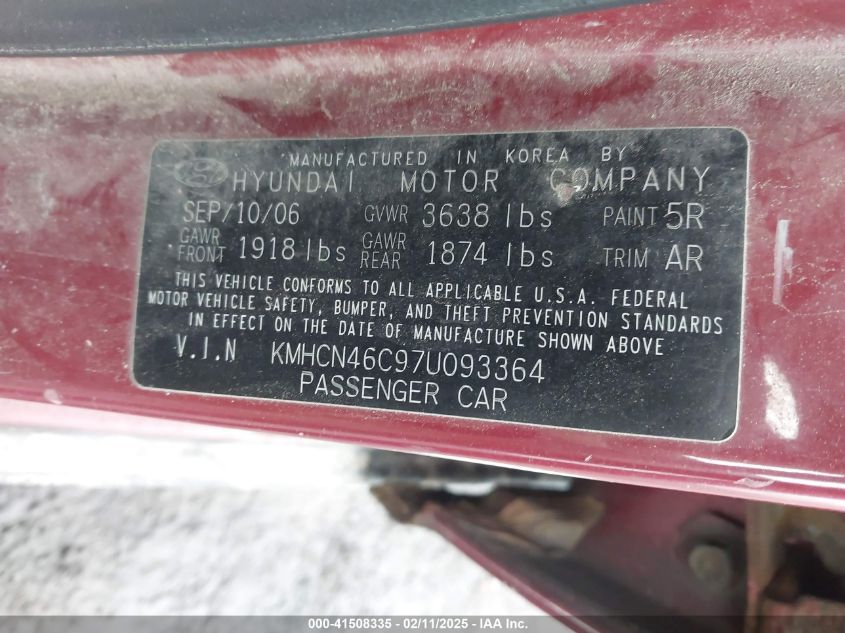 MANUFACTURED IN KOREA BY
HYUNDAI MOTOR COMPANY
SEP/10/06 GVWR 3638 lbs PAINT 5R
GAWR FRONT 1918 lbs GAWR REAR 1874 lbs TRIM AR
THIS VEHICLE CONFORMS TO ALL APPLICABLE U.S.A. FEDERAL
MOTOR VEHICLE SAFETY, BUMPER, AND THEFT PREVENTION STANDARDS
IN EFFECT ON THE DATE OF MANUFACTURE SHOWN ABOVE
V.I.N KMHCN46C97U093364
PASSENGER CAR
000-41508335 - 02/11/2025 - IAA Inc.